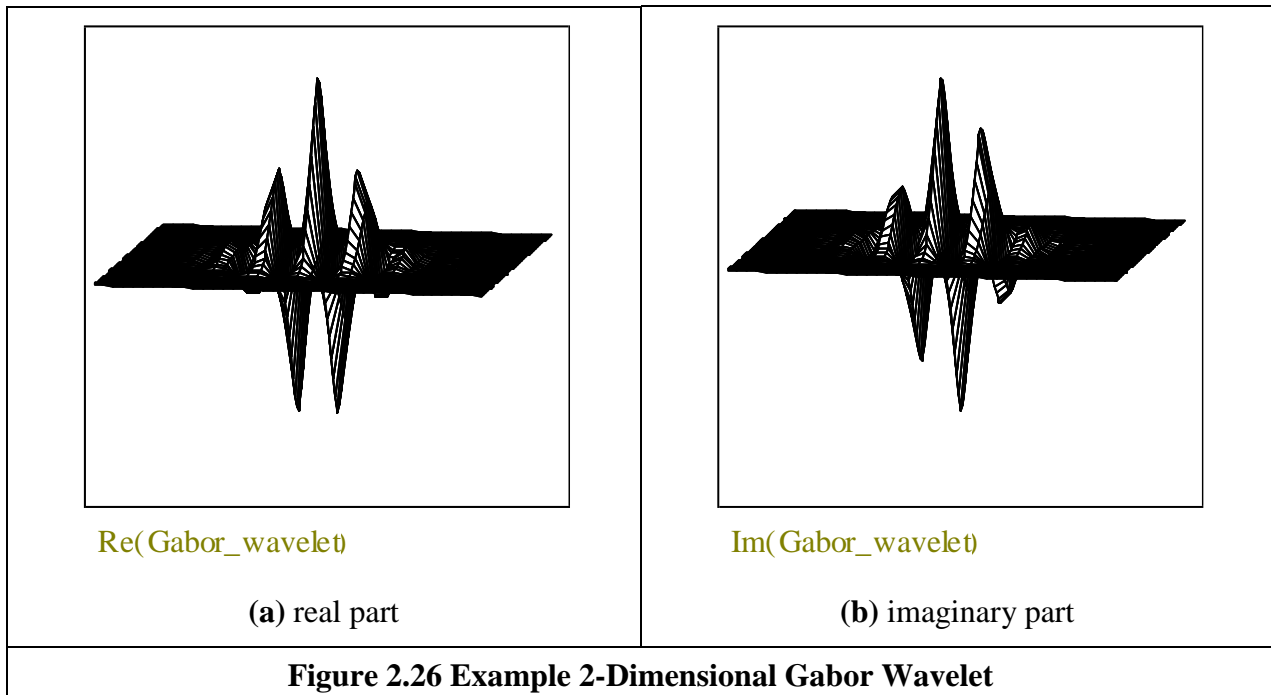 Re(Gabor_wavelet)
(a) real part
Im(Gabor_wavelet)
(b) imaginary part
Figure 2.26 Example 2-Dimensional Gabor Wavelet